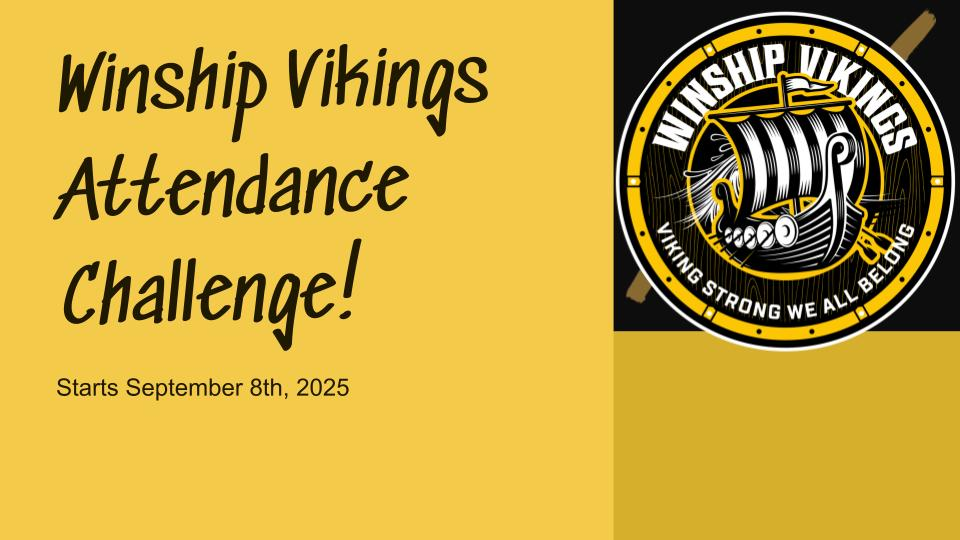 Winship Vikings
Attendance
Challenge!
Starts September 8th, 2025
WINSHIP VIKINGS
VIKING STRONG WE ALL BELONG